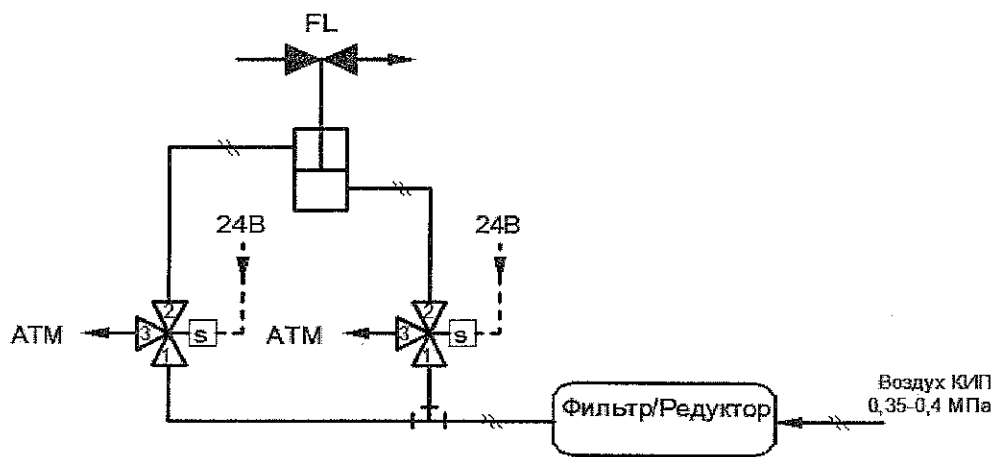 FL
24В
24В
2
2
АТМ
3
s
АТМ
3
s
1
1
Воздух КИП
Фильтр/Редуктор
0,35-0,4 МПа